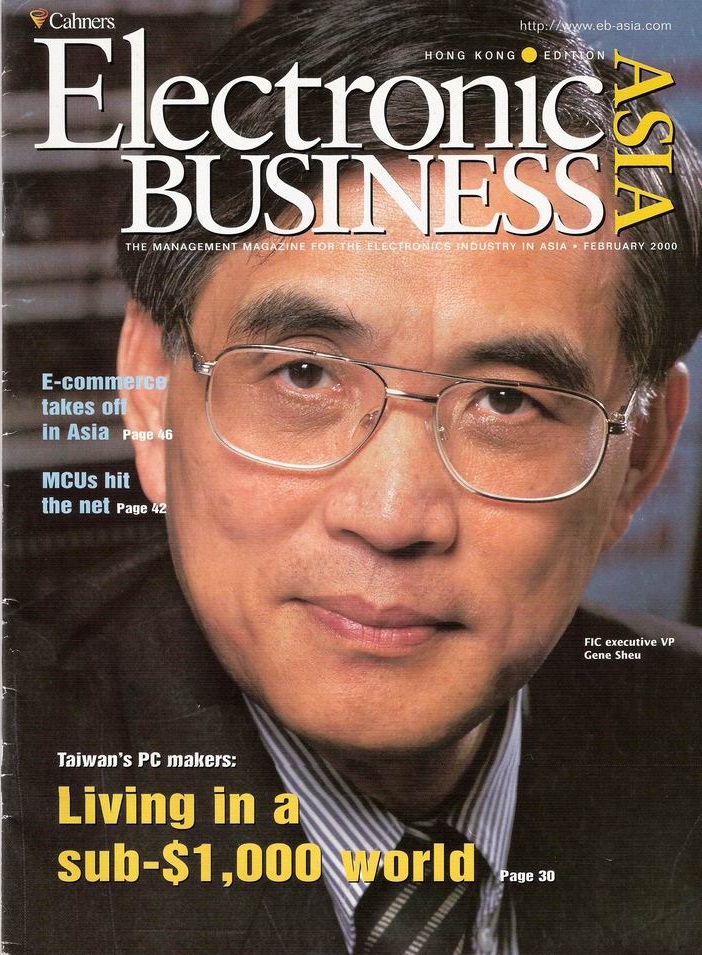 Cahners
http://www.eb-asia.com
HONG KONG EDITION
Electronic
BUSINESS
ASIA
THE MANAGEMENT MAGAZINE FOR THE ELECTRONICS INDUSTRY IN ASIA • FEBRUARY 2000
E-commerce
takes off
in Asia Page 46
MCUs hit
the net Page 42
FIC executive VP
Gene Sheu
Taiwan's PC makers:
Living in a
sub-$1,000 world Page 30